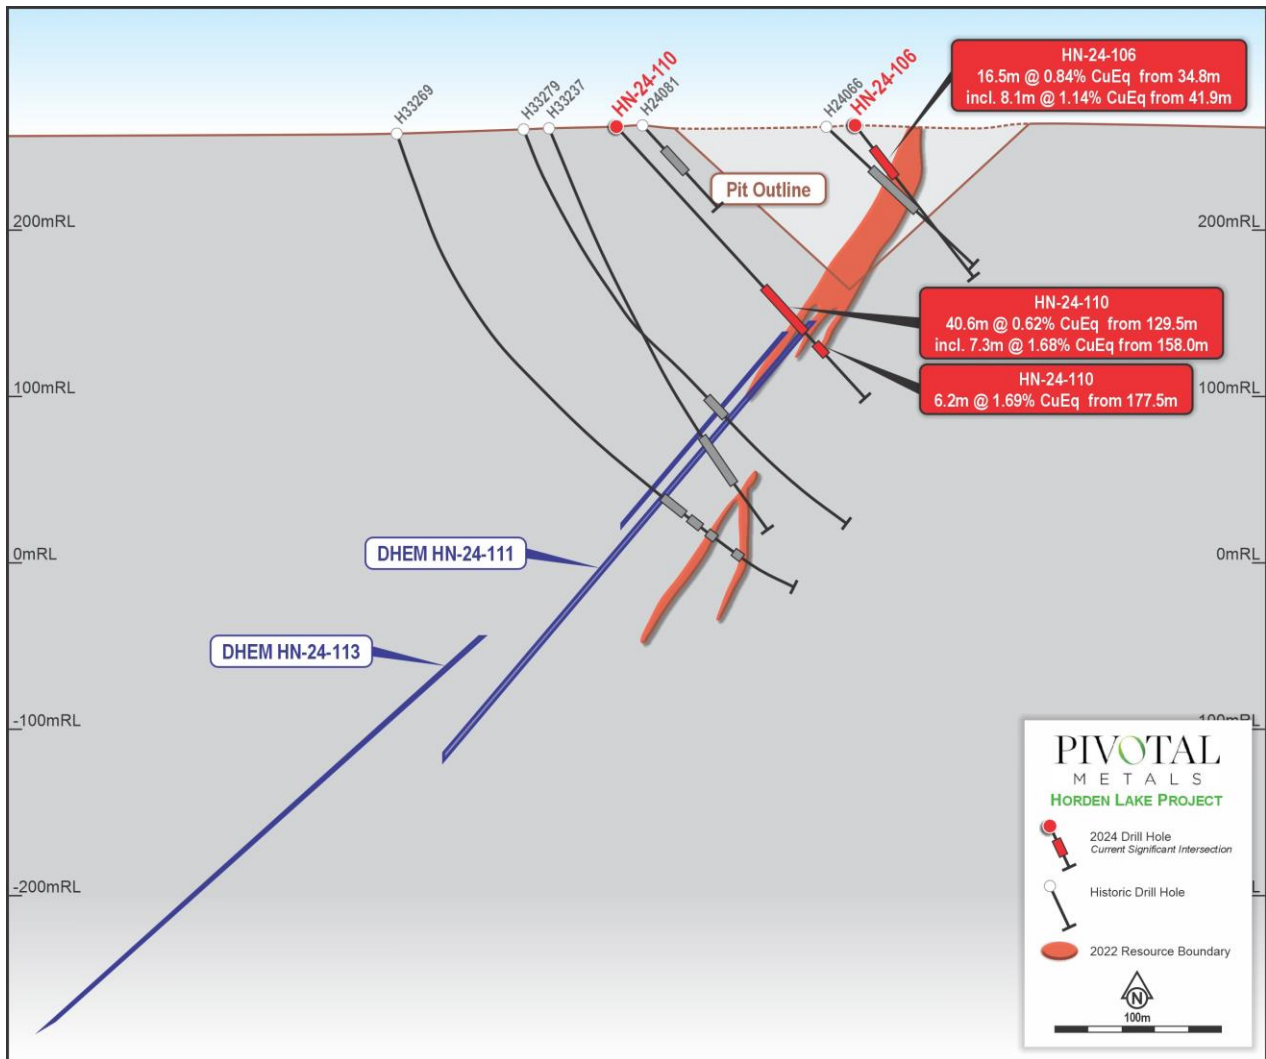 H33269
H33279
H33237
HN-24-110
H24081
H24066
HN-24-106
HN-24-106
16.5m @ 0.84% CuEq from 34.8m
incl. 8.1m @ 1.14% CuEq from 41.9m
Pit Outline
200mRL
200mRL
HN-24-110
40.6m @ 0.62% CuEq from 129.5m
incl. 7.3m @ 1.68% CuEq from 158.0m
HN-24-110
6.2m @ 1.69% CuEq from 177.5m
100mRL
100mRL
DHEM HN-24-111
0mRL
0mRL
DHEM HN-24-113
-100mRL
-200mRL
PIVOTAL
METALS
HORDEN LAKE PROJECT
2024 Drill Hole
Current Significant Intersection
Historic Drill Hole
2022 Resource Boundary
N
100m